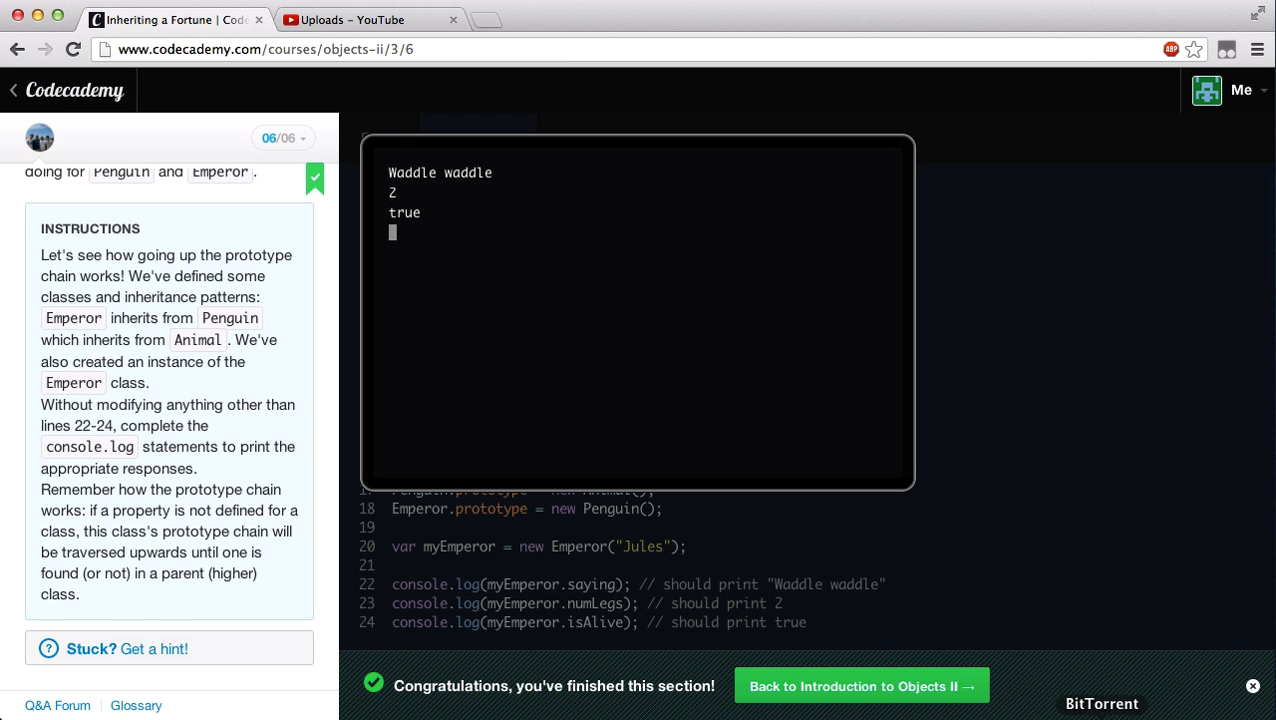 Inheriting a Fortune | Code
Uploads – YouTube
www.codecademy.com/courses/objects-ii/3/6
ABP
Codecademy
Me
06/06
doing for Penguin and Emperor.
INSTRUCTIONS
Let's see how going up the prototype
chain works! We've defined some
classes and inheritance patterns:
Emperor inherits from Penguin
which inherits from Animal. We've
also created an instance of the
Emperor class.
Without modifying anything other than
lines 22-24, complete the
console.log statements to print the
appropriate responses.
Remember how the prototype chain
works: if a property is not defined for a
class, this class's prototype chain will
be traversed upwards until one is
found (or not) in a parent (higher)
class.
? Stuck? Get a hint!
Q&A Forum | Glossary
Waddle waddle
2
true
17 Penguin.prototype = new Animal();
18 Emperor.prototype = new Penguin();
19
20 var myEmperor = new Emperor("Jules");
21
22 console.log(myEmperor.saying); // should print "Waddle waddle"
23 console.log(myEmperor.numLegs); // should print 2
24 console.log(myEmperor.isAlive); // should print true
Congratulations, you've finished this section!
Back to Introduction to Objects II →
BitTorrent